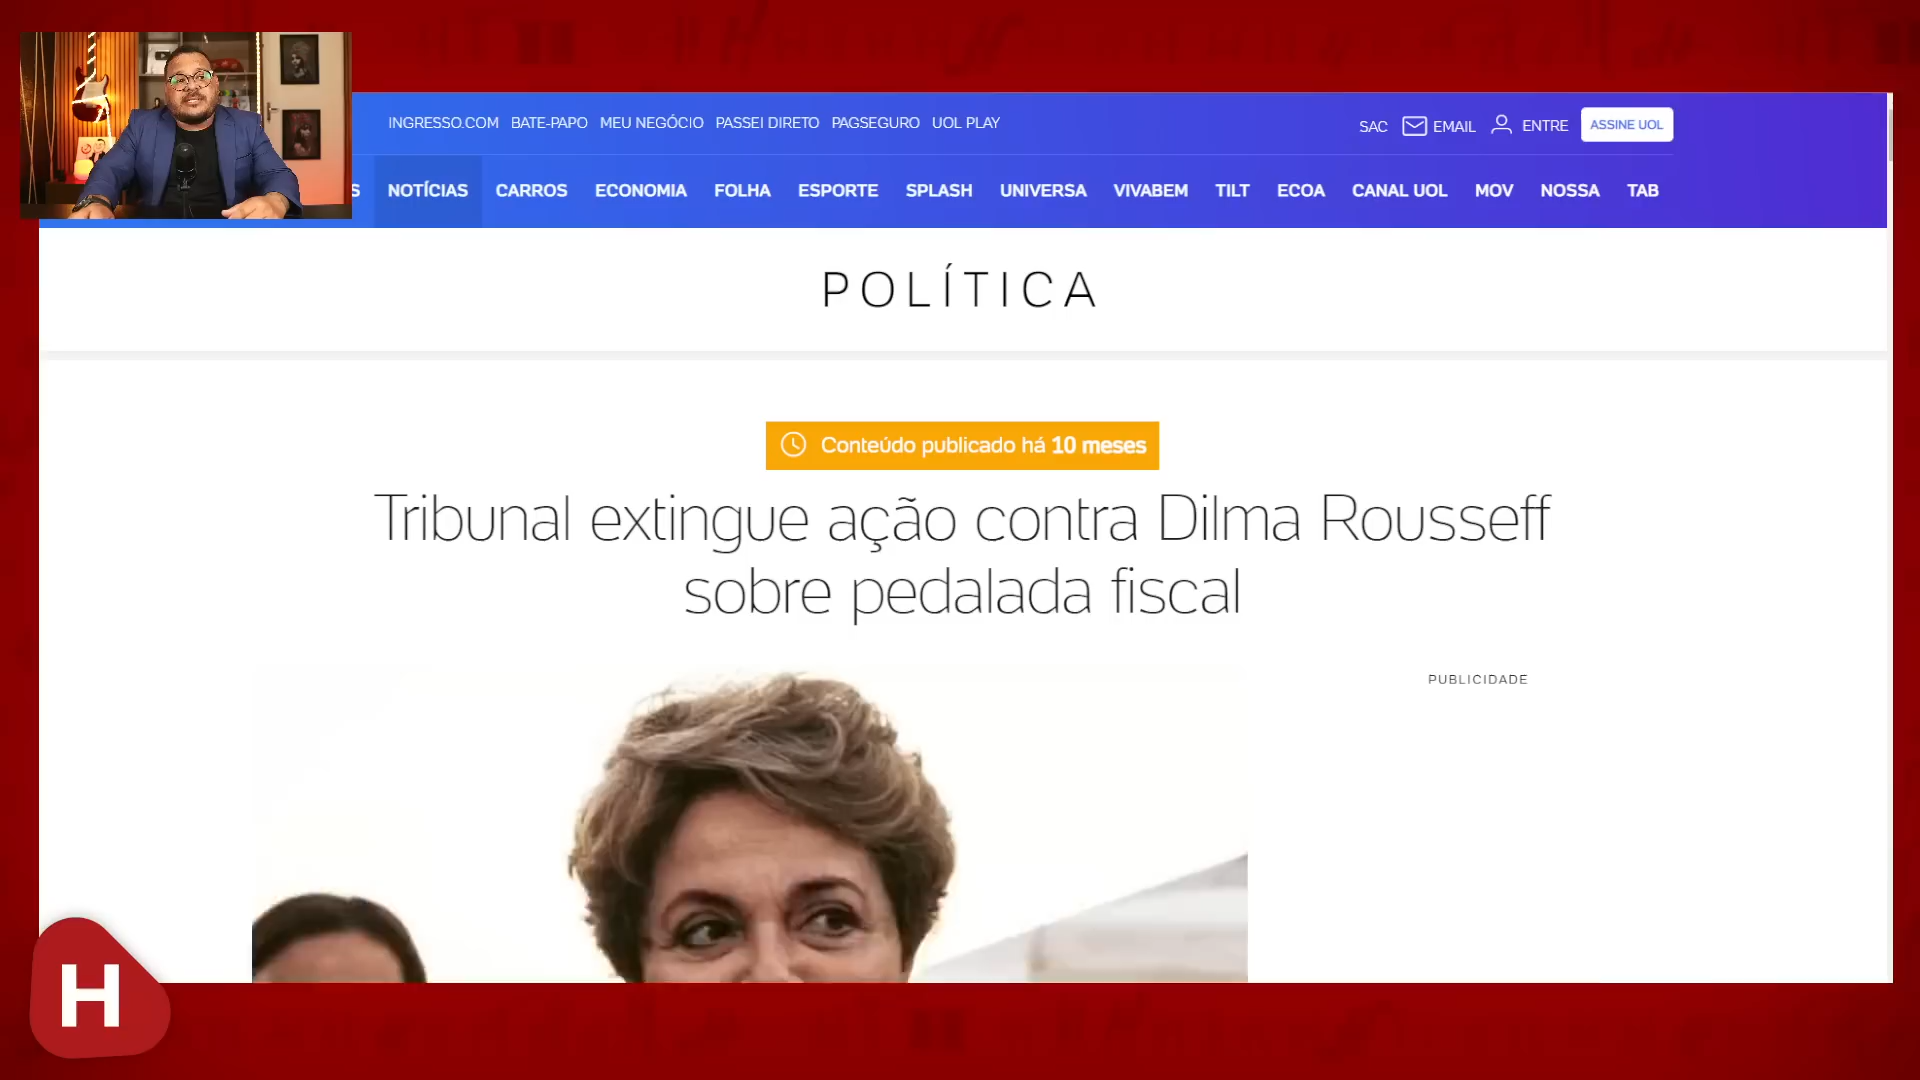 INGRESSO.COM BATE-PAPO MEU NEGÓCIO PASSEI DIRETO PAGSEGURO UOL PLAY
SAC EMAIL ENTRE ASSINE UOL
S NOTÍCIAS CARROS ECONOMIA FOLHA ESPORTE SPLASH UNIVERSA VIVABEM TILT ECOA CANAL UOL MOV NOSSA TAB
POLÍTICA
Conteúdo publicado há 10 meses
Tribunal extingue ação contra Dilma Rousseff
sobre pedalada fiscal
PUBLICIDADE
H